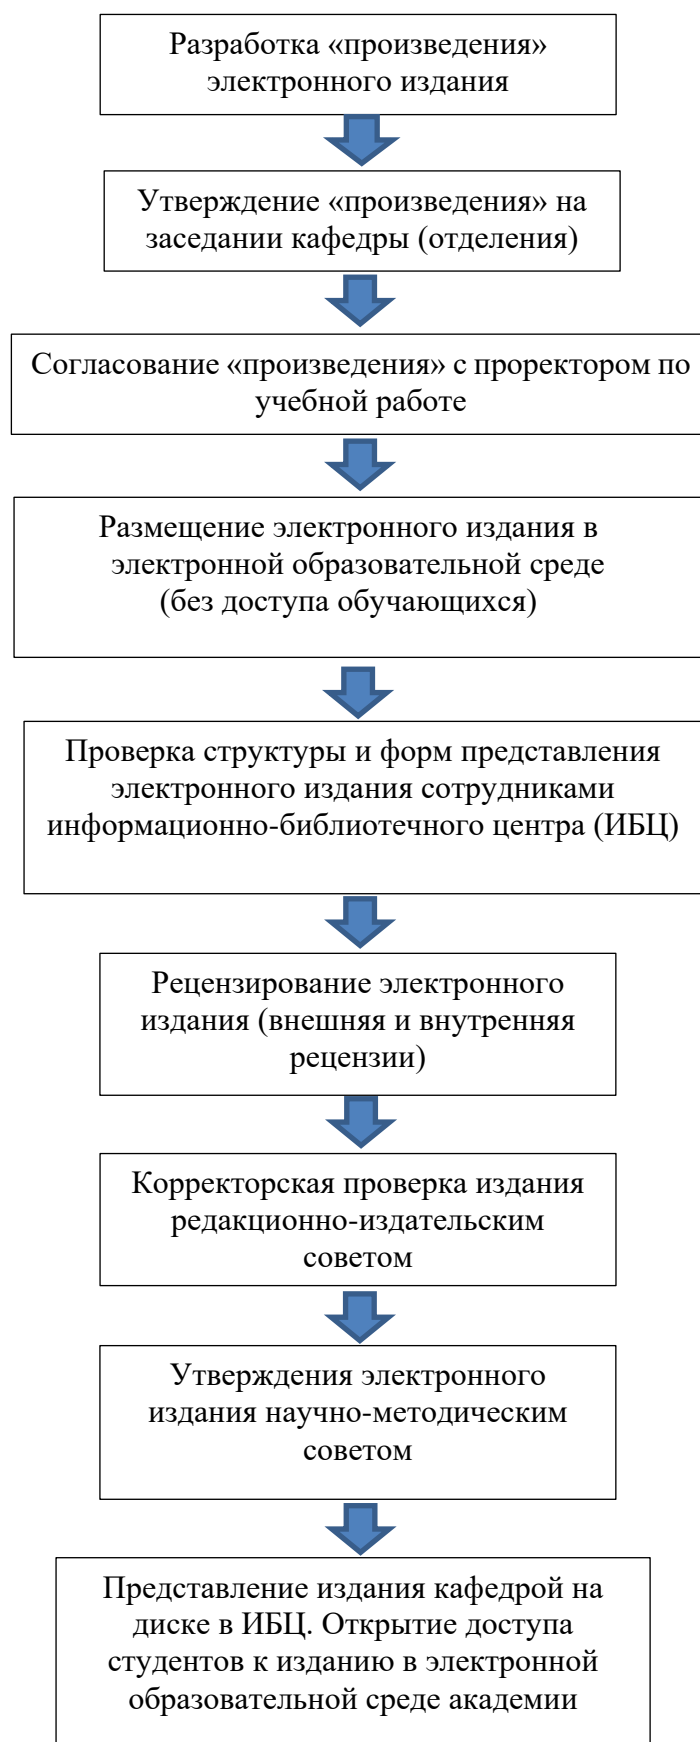 Разработка «произведения»
электронного издания
Утверждение «произведения» на
заседании кафедры (отделения)
Согласование «произведения» с проректором по
учебной работе
Размещение электронного издания в
электронной образовательной среде
(без доступа обучающихся)
Проверка структуры и форм представления
электронного издания сотрудниками
информационно-библиотечного центра (ИБЦ)
Рецензирование электронного
издания (внешняя и внутренняя
рецензии)
Корректорская проверка издания
редакционно-издательским
советом
Утверждения электронного
издания научно-методическим
советом
Представление издания кафедрой на
диске в ИБЦ. Открытие доступа
студентов к изданию в электронной
образовательной среде академии